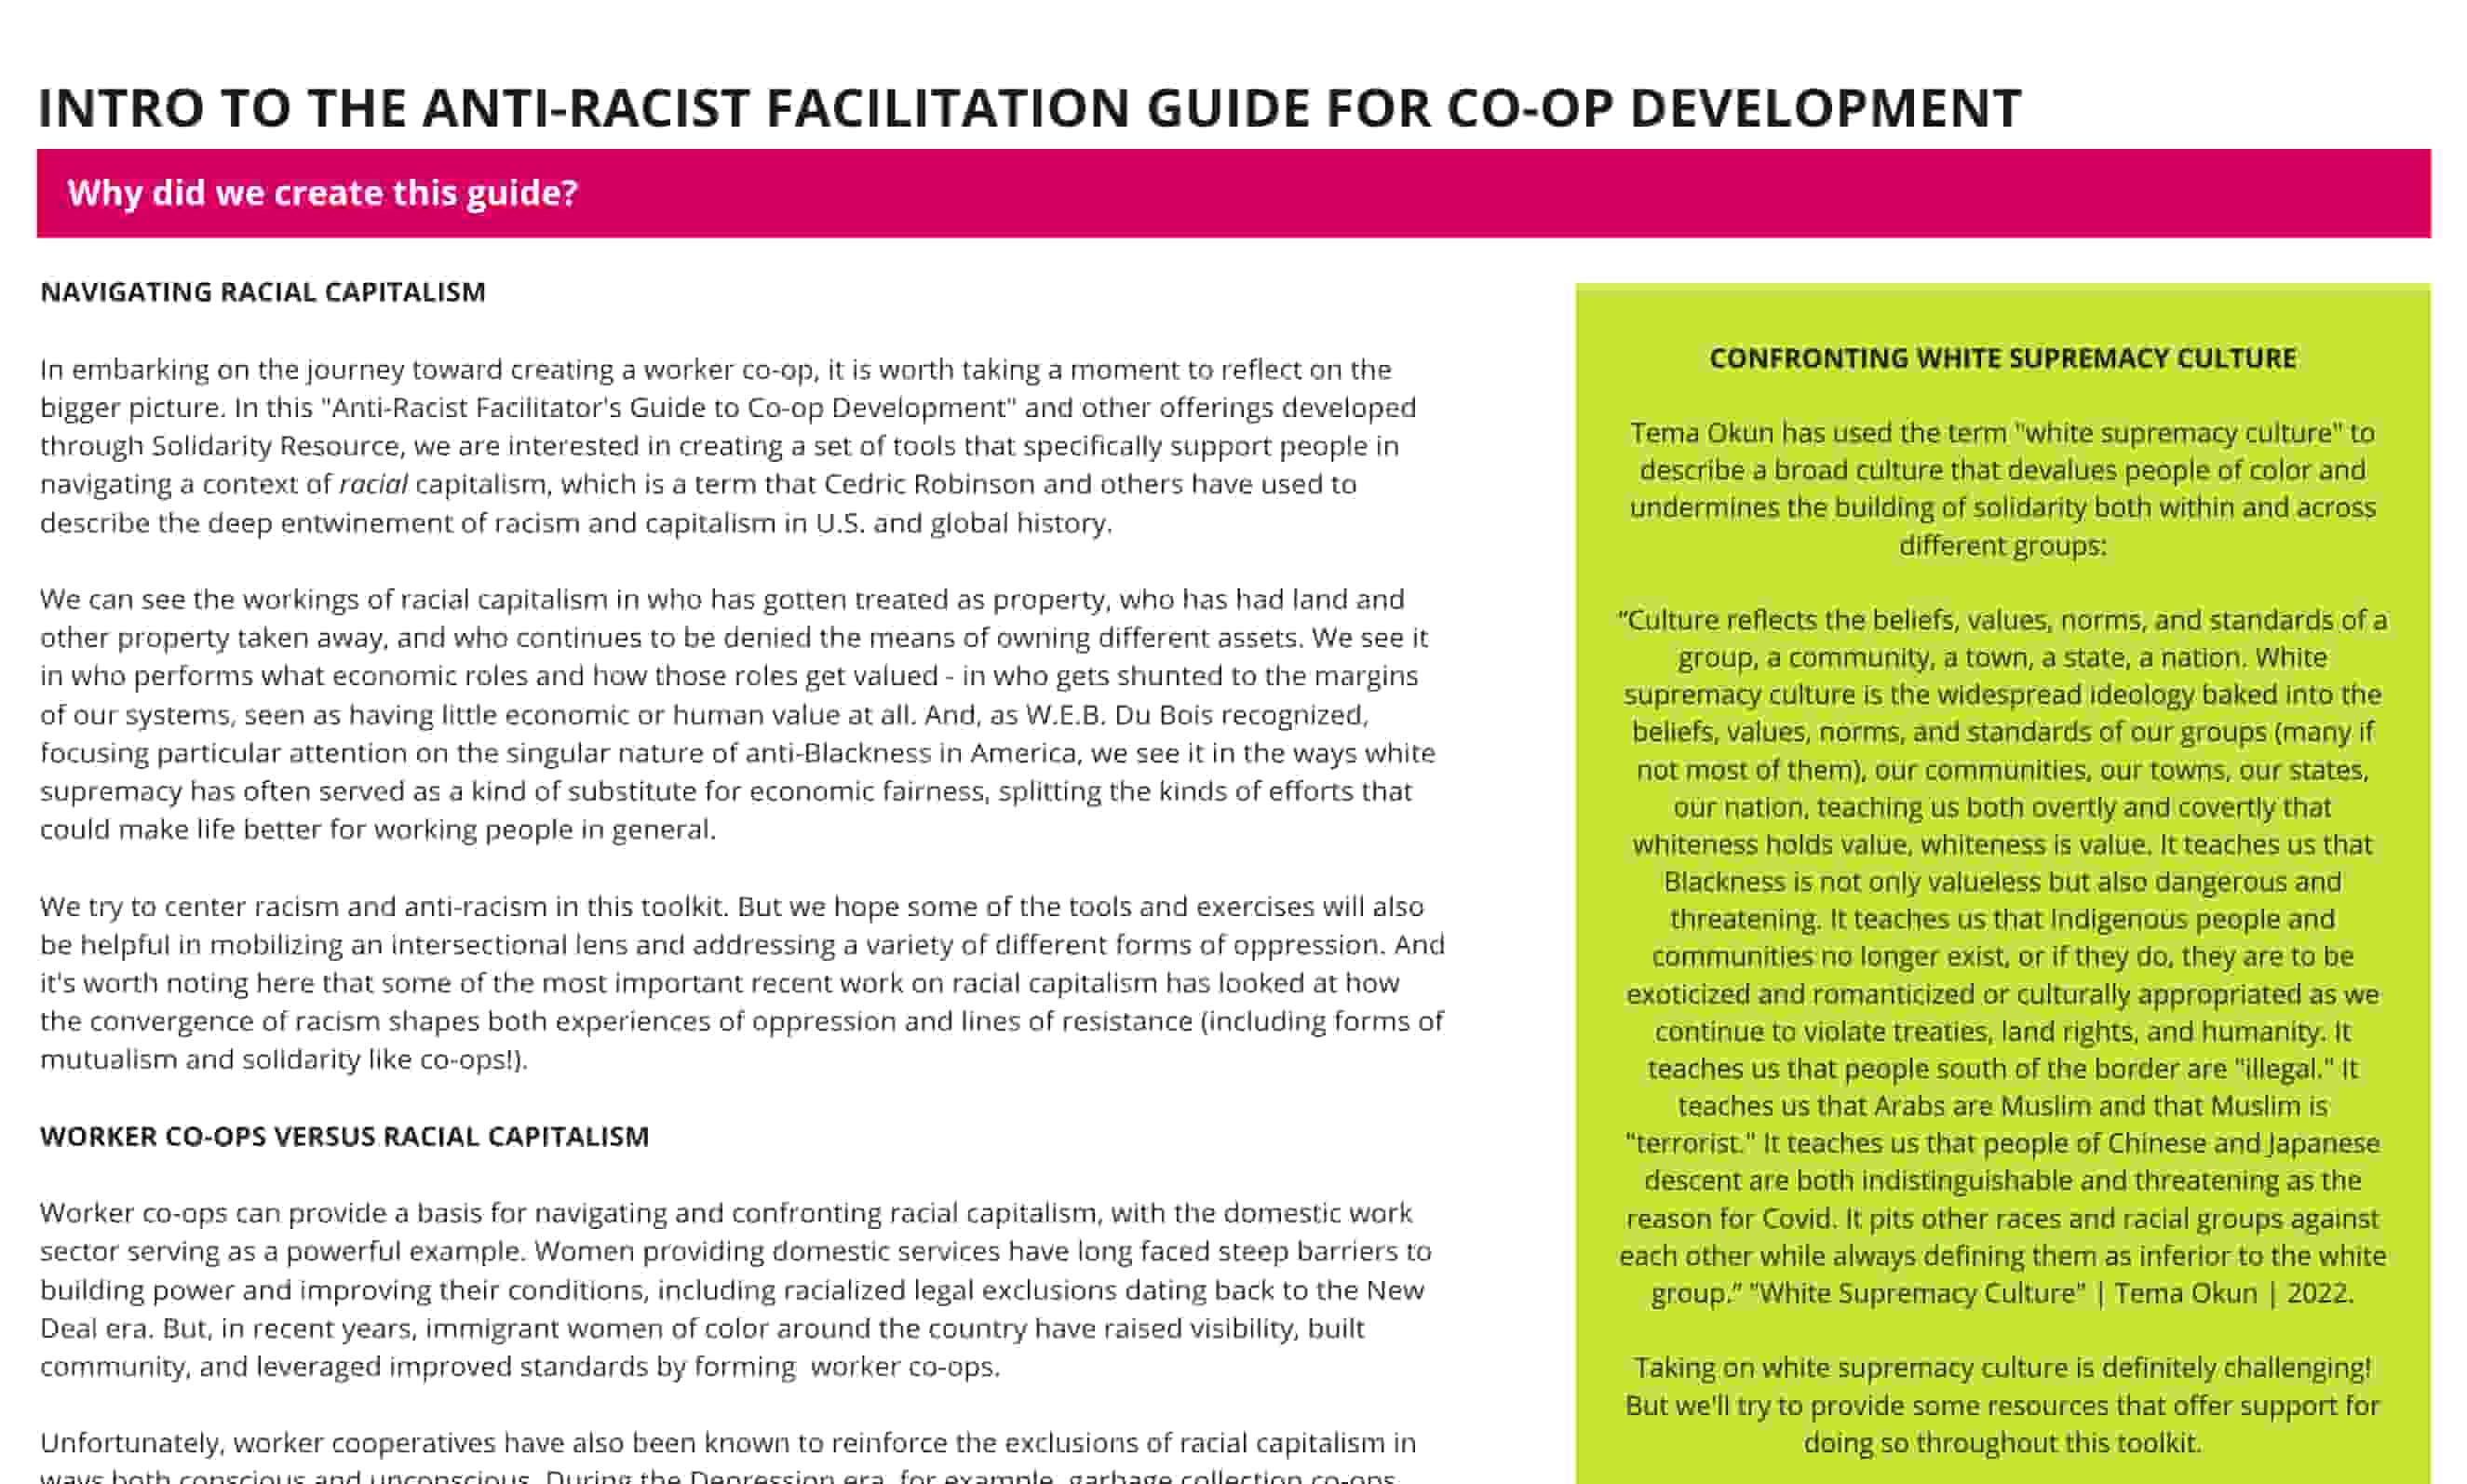 INTRO TO THE ANTI-RACIST FACILITATION GUIDE FOR CO-OP DEVELOPMENT
Why did we create this guide?
NAVIGATING RACIAL CAPITALISM
In embarking on the journey toward creating a worker co-op, it is worth taking a moment to reflect on the
bigger picture. In this "Anti-Racist Facilitator's Guide to Co-op Development" and other offerings developed
through Solidarity Resource, we are interested in creating a set of tools that specifically support people in
navigating a context of racial capitalism, which is a term that Cedric Robinson and others have used to
describe the deep entwinement of racism and capitalism in U.S. and global history.
We can see the workings of racial capitalism in who has gotten treated as property, who has had land and
other property taken away, and who continues to be denied the means of owning different assets. We see it
in who performs what economic roles and how those roles get valued - in who gets shunted to the margins
of our systems, seen as having little economic or human value at all. And, as W.E.B. Du Bois recognized,
focusing particular attention on the singular nature of anti-Blackness in America, we see it in the ways white
supremacy has often served as a kind of substitute for economic fairness, splitting the kinds of efforts that
could make life better for working people in general.
We try to center racism and anti-racism in this toolkit. But we hope some of the tools and exercises will also
be helpful in mobilizing an intersectional lens and addressing a variety of different forms of oppression. And
it's worth noting here that some of the most important recent work on racial capitalism has looked at how
the convergence of racism shapes both experiences of oppression and lines of resistance (including forms of
mutualism and solidarity like co-ops!).
WORKER CO-OPS VERSUS RACIAL CAPITALISM
Worker co-ops can provide a basis for navigating and confronting racial capitalism, with the domestic work
sector serving as a powerful example. Women providing domestic services have long faced steep barriers to
building power and improving their conditions, including racialized legal exclusions dating back to the New
Deal era. But, in recent years, immigrant women of color around the country have raised visibility, built
community, and leveraged improved standards by forming worker co-ops.
Unfortunately, worker cooperatives have also been known to reinforce the exclusions of racial capitalism in
ways both conscious and unconscious. During the Depression era, for example, garbage collection co-ops
CONFRONTING WHITE SUPREMACY CULTURE
Tema Okun has used the term "white supremacy culture" to
describe a broad culture that devalues people of color and
undermines the building of solidarity both within and across
different groups:
“Culture reflects the beliefs, values, norms, and standards of a
group, a community, a town, a state, a nation. White
supremacy culture is the widespread ideology baked into the
beliefs, values, norms, and standards of our groups (many if
not most of them), our communities, our towns, our states,
our nation, teaching us both overtly and covertly that
whiteness holds value, whiteness is value. It teaches us that
Blackness is not only valueless but also dangerous and
threatening. It teaches us that Indigenous people and
communities no longer exist, or if they do, they are to be
exoticized and romanticized or culturally appropriated as we
continue to violate treaties, land rights, and humanity. It
teaches us that people south of the border are "illegal." It
teaches us that Arabs are Muslim and that Muslim is
"terrorist." It teaches us that people of Chinese and Japanese
descent are both indistinguishable and threatening as the
reason for Covid. It pits other races and racial groups against
each other while always defining them as inferior to the white
group.” "White Supremacy Culture" | Tema Okun | 2022.
Taking on white supremacy culture is definitely challenging!
But we'll try to provide some resources that offer support for
doing so throughout this toolkit.